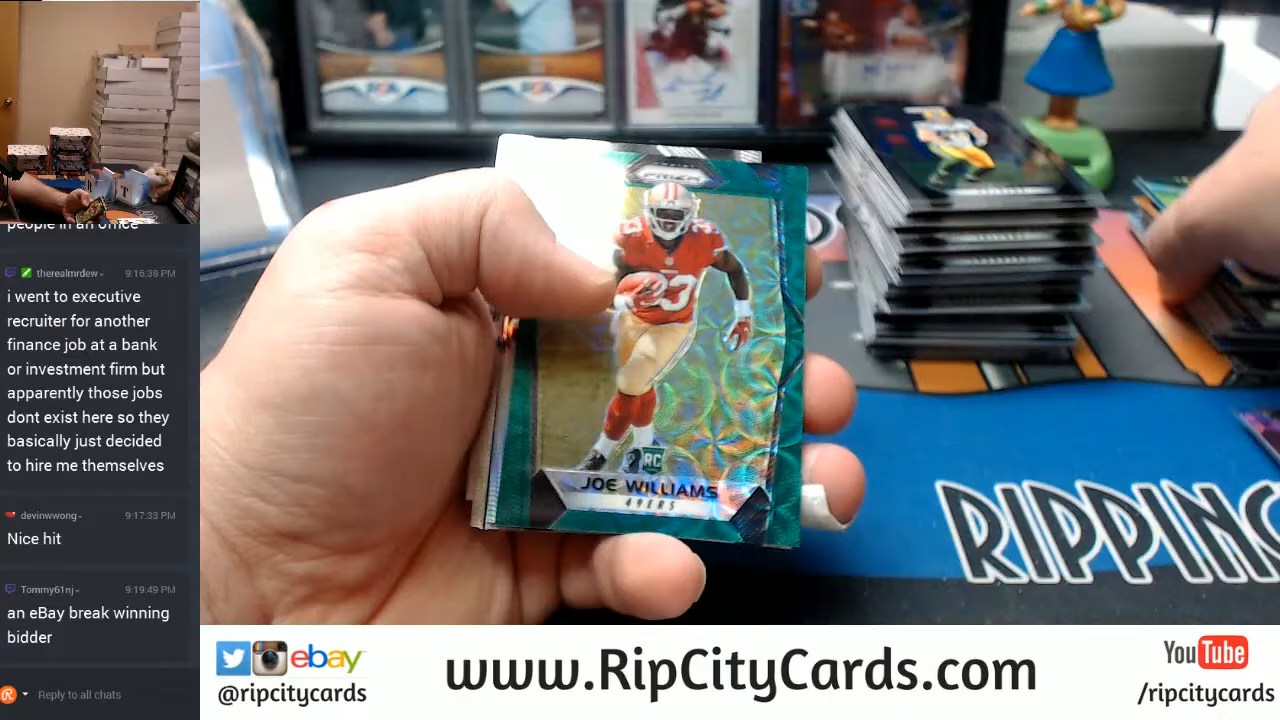 people in an office
therealmrdew- 9:16:38 PM
i went to executive
recruiter for another
finance job at a bank
or investment firm but
apparently those jobs
dont exist here so they
basically just decided
to hire me themselves
devinwwong- 9:17:33 PM
Nice hit
Tommy61nj- 9:19:49 PM
an eBay break winning
bidder
Reply to all chats
PRIZM
33
RC
JOE WILLIAMS
49ERS
RIPPING
ebay
@ripcitycards
www.RipCityCards.com
YouTube
/ripcitycards